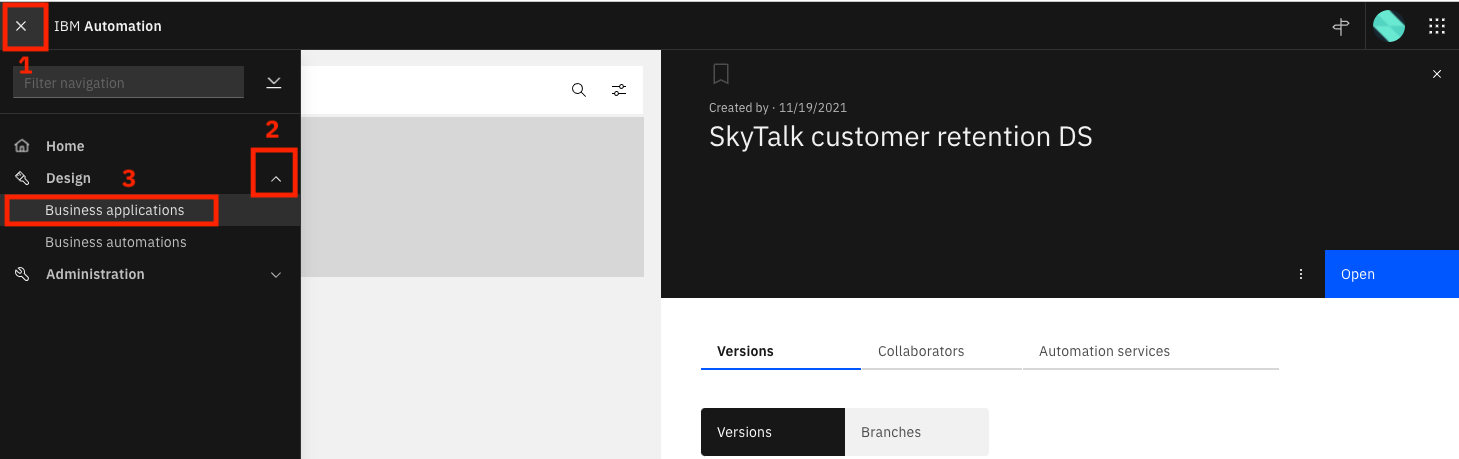 IBM Automation
1
Filter navigation
2
Home
Design
3
Business applications
Business automations
Administration
Created by · 11/19/2021
SkyTalk customer retention DS
Open
Versions
Collaborators
Automation services
Versions
Branches